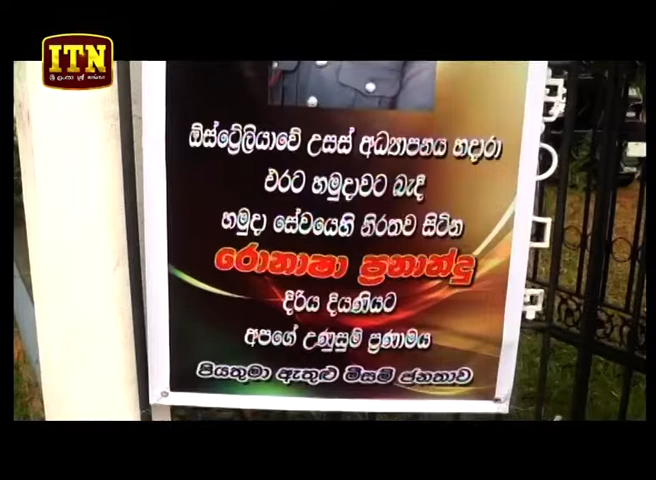 ITN
ශ්‍රී ලංකා පුත් සේනා
ඕස්ට්‍රේලියාවේ උසස් අධ්‍යාපනය හදාරා
එරට හමුදාවට බැඳී
හමුදා සේවයෙහි නිරතව සිටින
රොනාෂා ප්‍රනාන්දු
දිරිය දියණියට
අපගේ උණුසුම් ප්‍රණාමය
පියතුමා ඇතුළු මිසම් ජනතාව